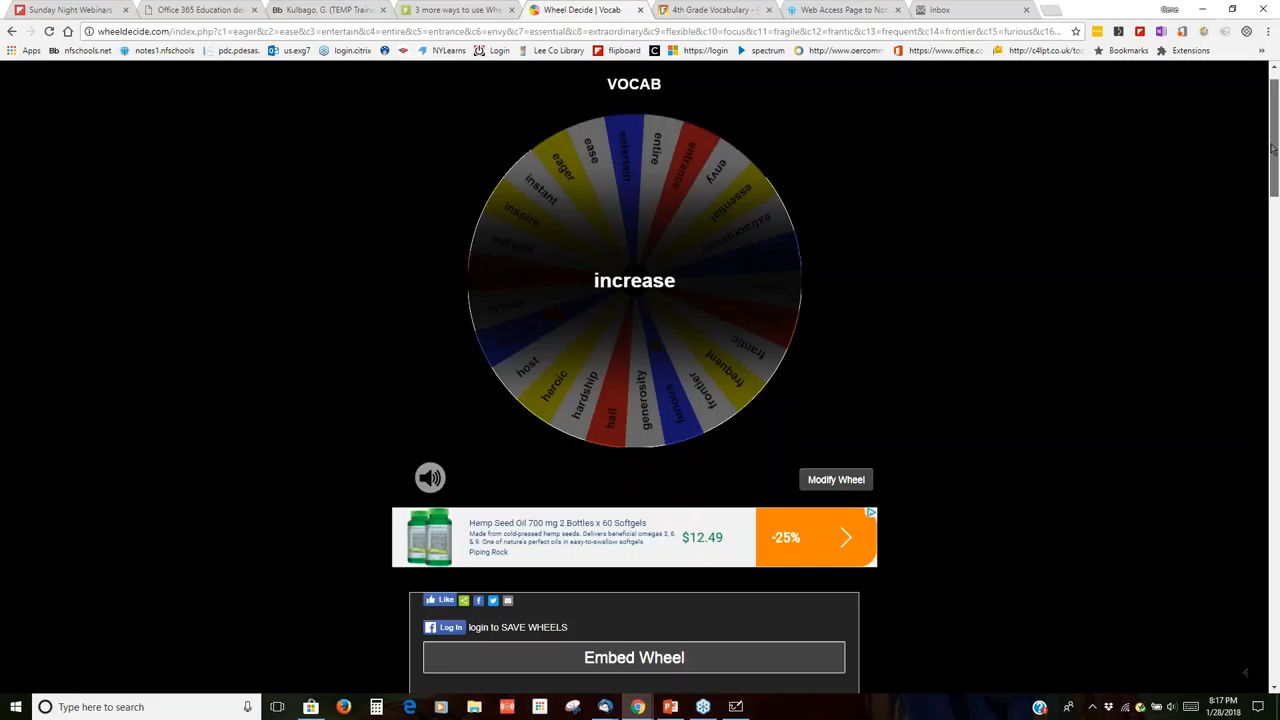 Sunday Night Webinars
Office 365 Education del
Kulbago, G. (TEMP Traine
3 more ways to use Whe
Wheel Decide | Vocab
4th Grade Vocabulary -
Web Access Page to Not
Inbox
wheeldecide.com/index.php?c1=eager&c2=ease&c3=entertain&c4=entire&c5=entrance&c6=envy&c7=essential&c8=extraordinary&c9=flexible&c10=focus&c11=fragile&c12=frantic&c13=frequent&c14=frontier&c15=furious&c16...
Apps
nfschools.net
notes1.nfschools.net
pdc.pdesas.
us.exg7
login.citrix
NYLearn
Login
Lee Co Library
flipboard
https://login
spectrum
http://www.oercomm
https://www.office.co
http://c4lpt.co.uk/to
Bookmarks
Extensions
VOCAB
entertain
entire
ease
entrance
eager
envy
instant
essential
inspire
extraordinary
increase
frantic
host
frequent
heroic
frontier
hardship
furious
hail
generosity
Modify Wheel
Hemp Seed Oil 700 mg 2 Bottles x 60 Softgels
Made from cold-pressed hemp seeds. Delivers beneficial omegas 3, 6,
& 9. One of nature's perfect oils in easy-to-swallow softgels
Piping Rock
$12.49
-25%
Like
Log In
login to SAVE WHEELS
Embed Wheel
Type here to search
8:17 PM
1/28/2018